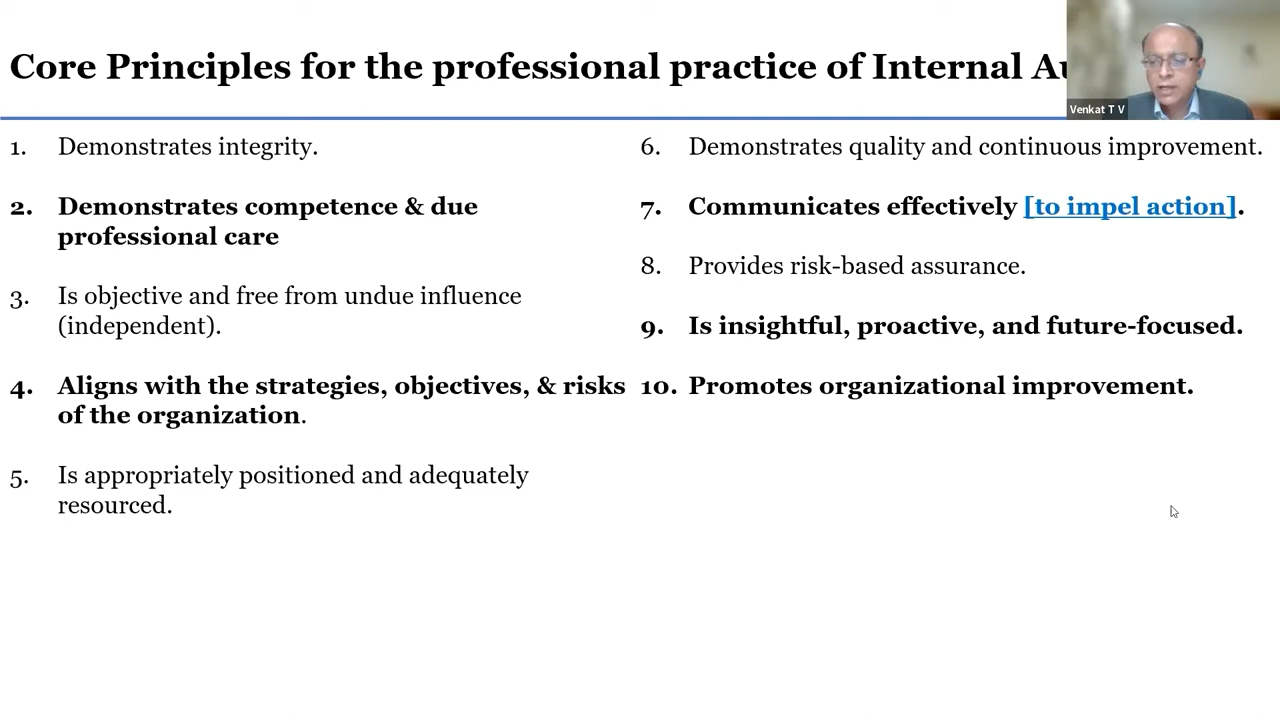 Core Principles for the professional practice of Internal
Venkat T V
1. Demonstrates integrity.
2. Demonstrates competence & due
professional care
3. Is objective and free from undue influence
(independent).
4. Aligns with the strategies, objectives, & risks
of the organization.
5. Is appropriately positioned and adequately
resourced.
6. Demonstrates quality and continuous improvement.
7. Communicates effectively [to impel action].
8. Provides risk-based assurance.
9. Is insightful, proactive, and future-focused.
10. Promotes organizational improvement.